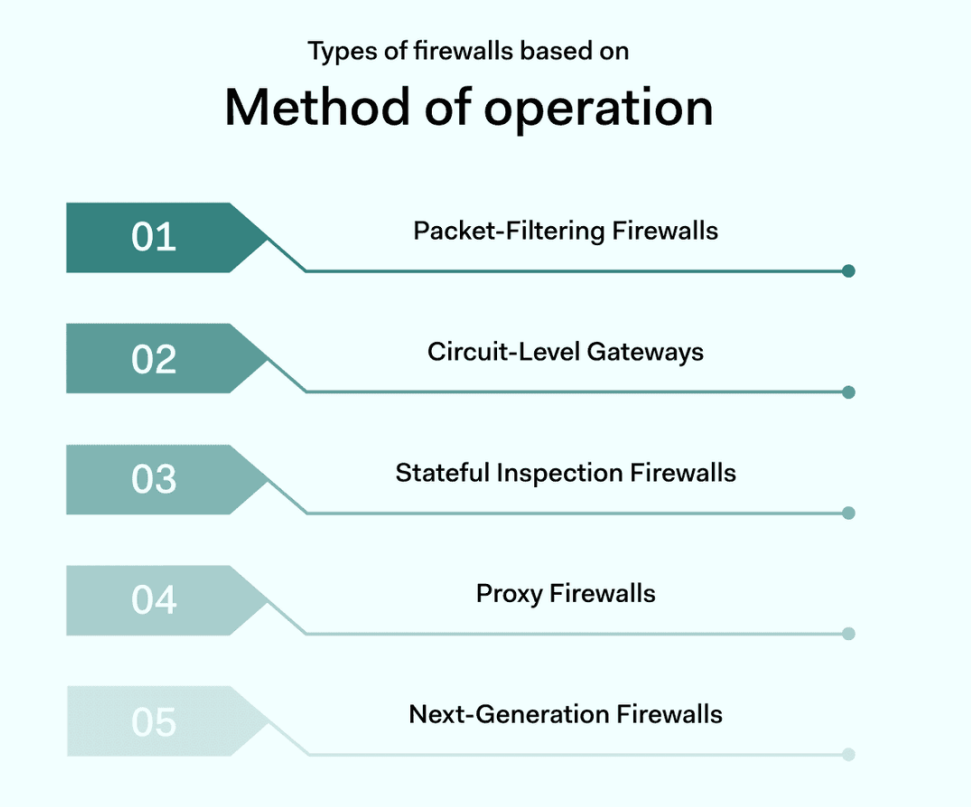 Types of firewalls based on
Method of operation
01
Packet-Filtering Firewalls
02
Circuit-Level Gateways
03
Stateful Inspection Firewalls
04
Proxy Firewalls
05
Next-Generation Firewalls